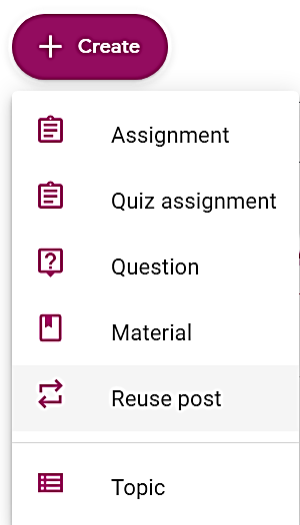 Create
Assignment
Quiz assignment
Question
Material
Reuse post
Topic